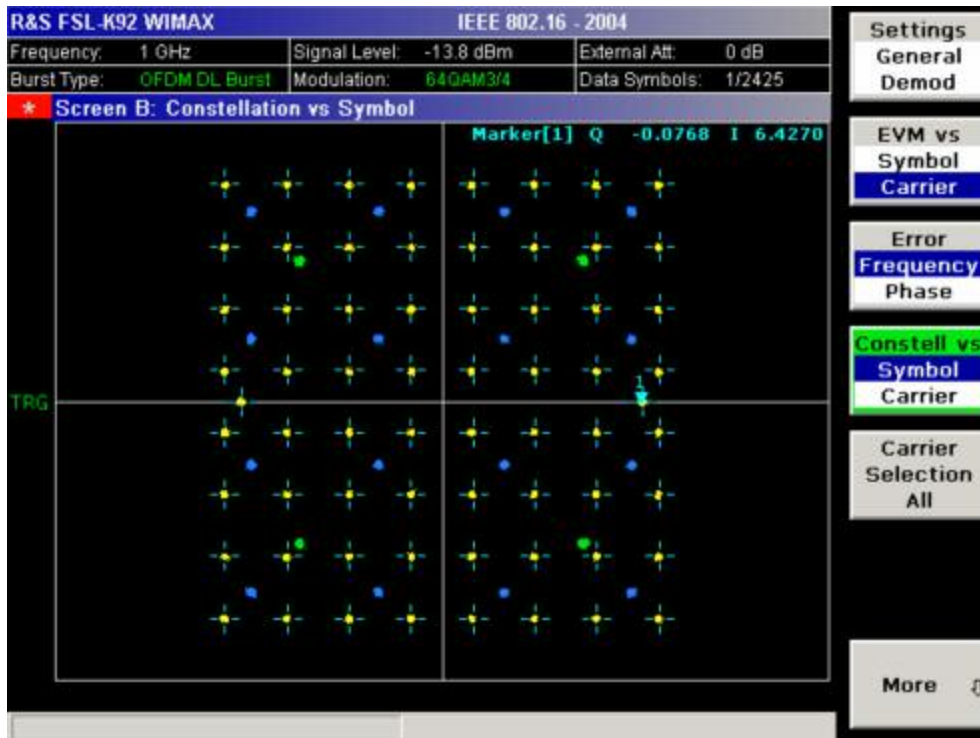 R&S FSL-K92 WIMAX IEEE 802.16 - 2004
Frequency: 1 GHz Signal Level: -13.8 dBm External Att: 0 dB
Burst Type: OFDM DL Burst Modulation: 64QAM3/4 Data Symbols: 1/2425
* Screen B: Constellation vs Symbol
Marker[1] Q -0.0768 I 6.4270
1
TRG
Settings
General
Demod
EVM vs
Symbol
Carrier
Error
Frequency
Phase
Constell vs
Symbol
Carrier
Carrier
Selection
All
More